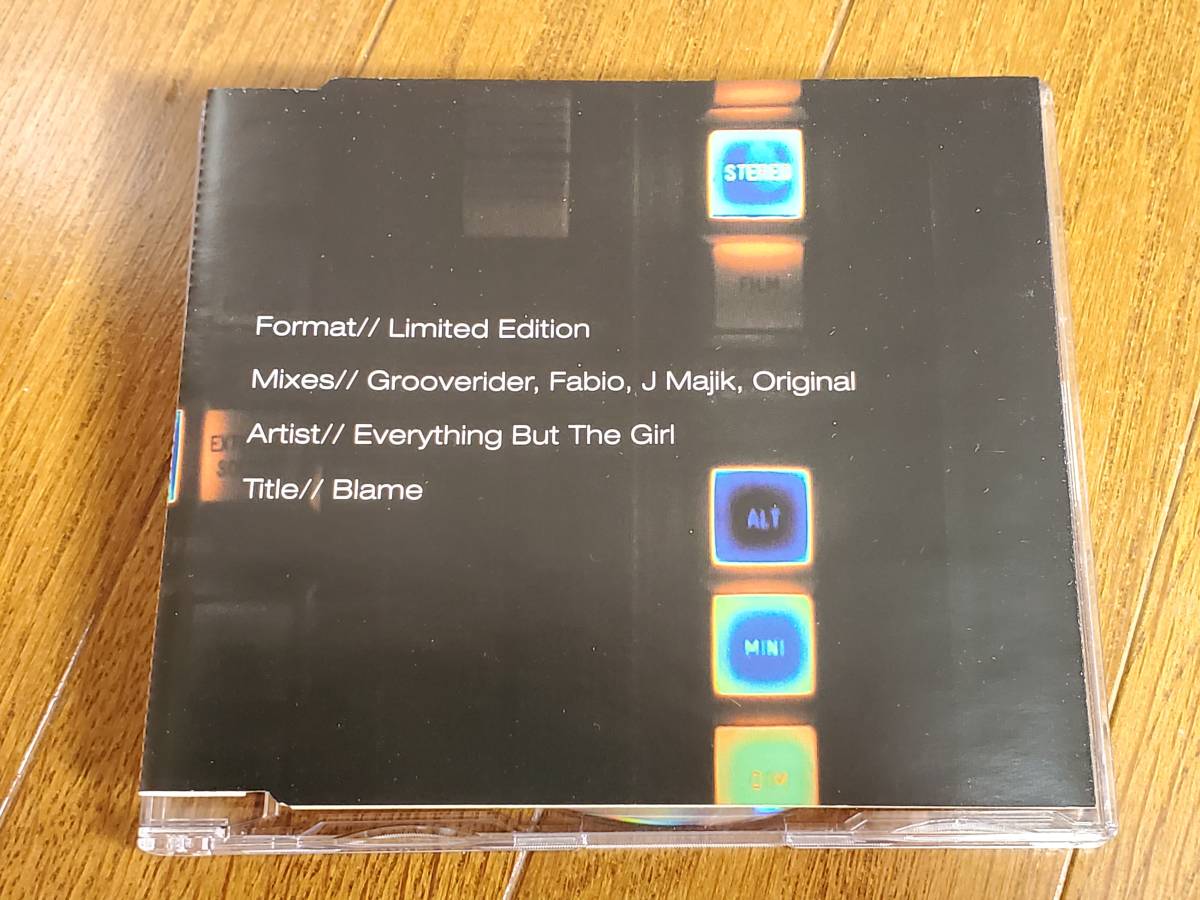 STEREO
FILM
Format// Limited Edition
Mixes// Grooverider, Fabio, J Majik, Original
Artist// Everything But The Girl
Title// Blame
ALT
MINI
DIM